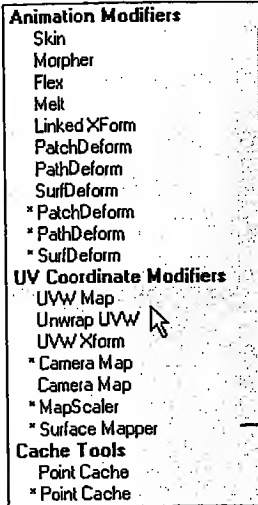 Animation Modifiers
Skin
Morpher
Flex
Melt
Linked XForm
PatchDeform
PathDeform
SurfDeform
* PatchDeform
* PathDeform
* SurfDeform
UV Coordinate Modifiers
UVW Map
Unwrap UVW
UVW Xform
* Camera Map
Camera Map
* MapScaler
* Surface Mapper
Cache Tools
Point Cache
* Point Cache